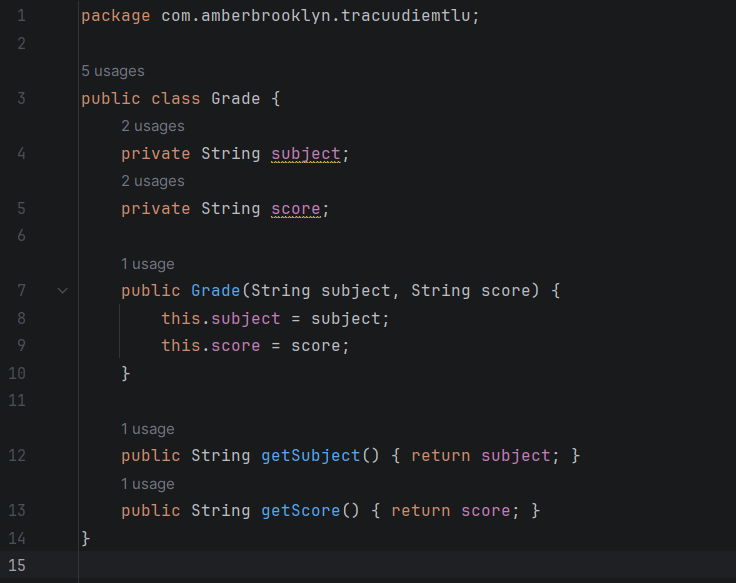 1 package com.amberbrooklyn.tracuudiemtlu;
2
5 usages
3 public class Grade {
2 usages
4 private String subject;
2 usages
5 private String score;
6
1 usage
7 public Grade(String subject, String score) {
8 this.subject = subject;
9 this.score = score;
10 }
11
1 usage
12 public String getSubject() { return subject; }
1 usage
13 public String getScore() { return score; }
14 }
15